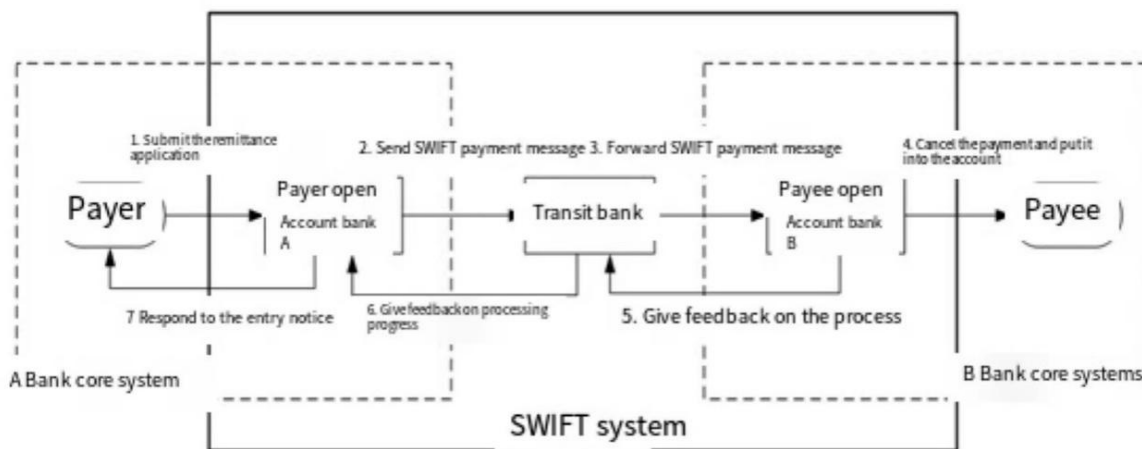 1. Submit the remittance
application
2. Send SWIFT payment message
3. Forward SWIFT payment message
4. Cancel the payment and put it
into the account
Payer
Payer open
Account bank
A
Transit bank
Payee open
Account bank
B
Payee
7 Respond to the entry notice
6. Give feedback on processing
progress
5. Give feedback on the process
A Bank core system
B Bank core systems
SWIFT system